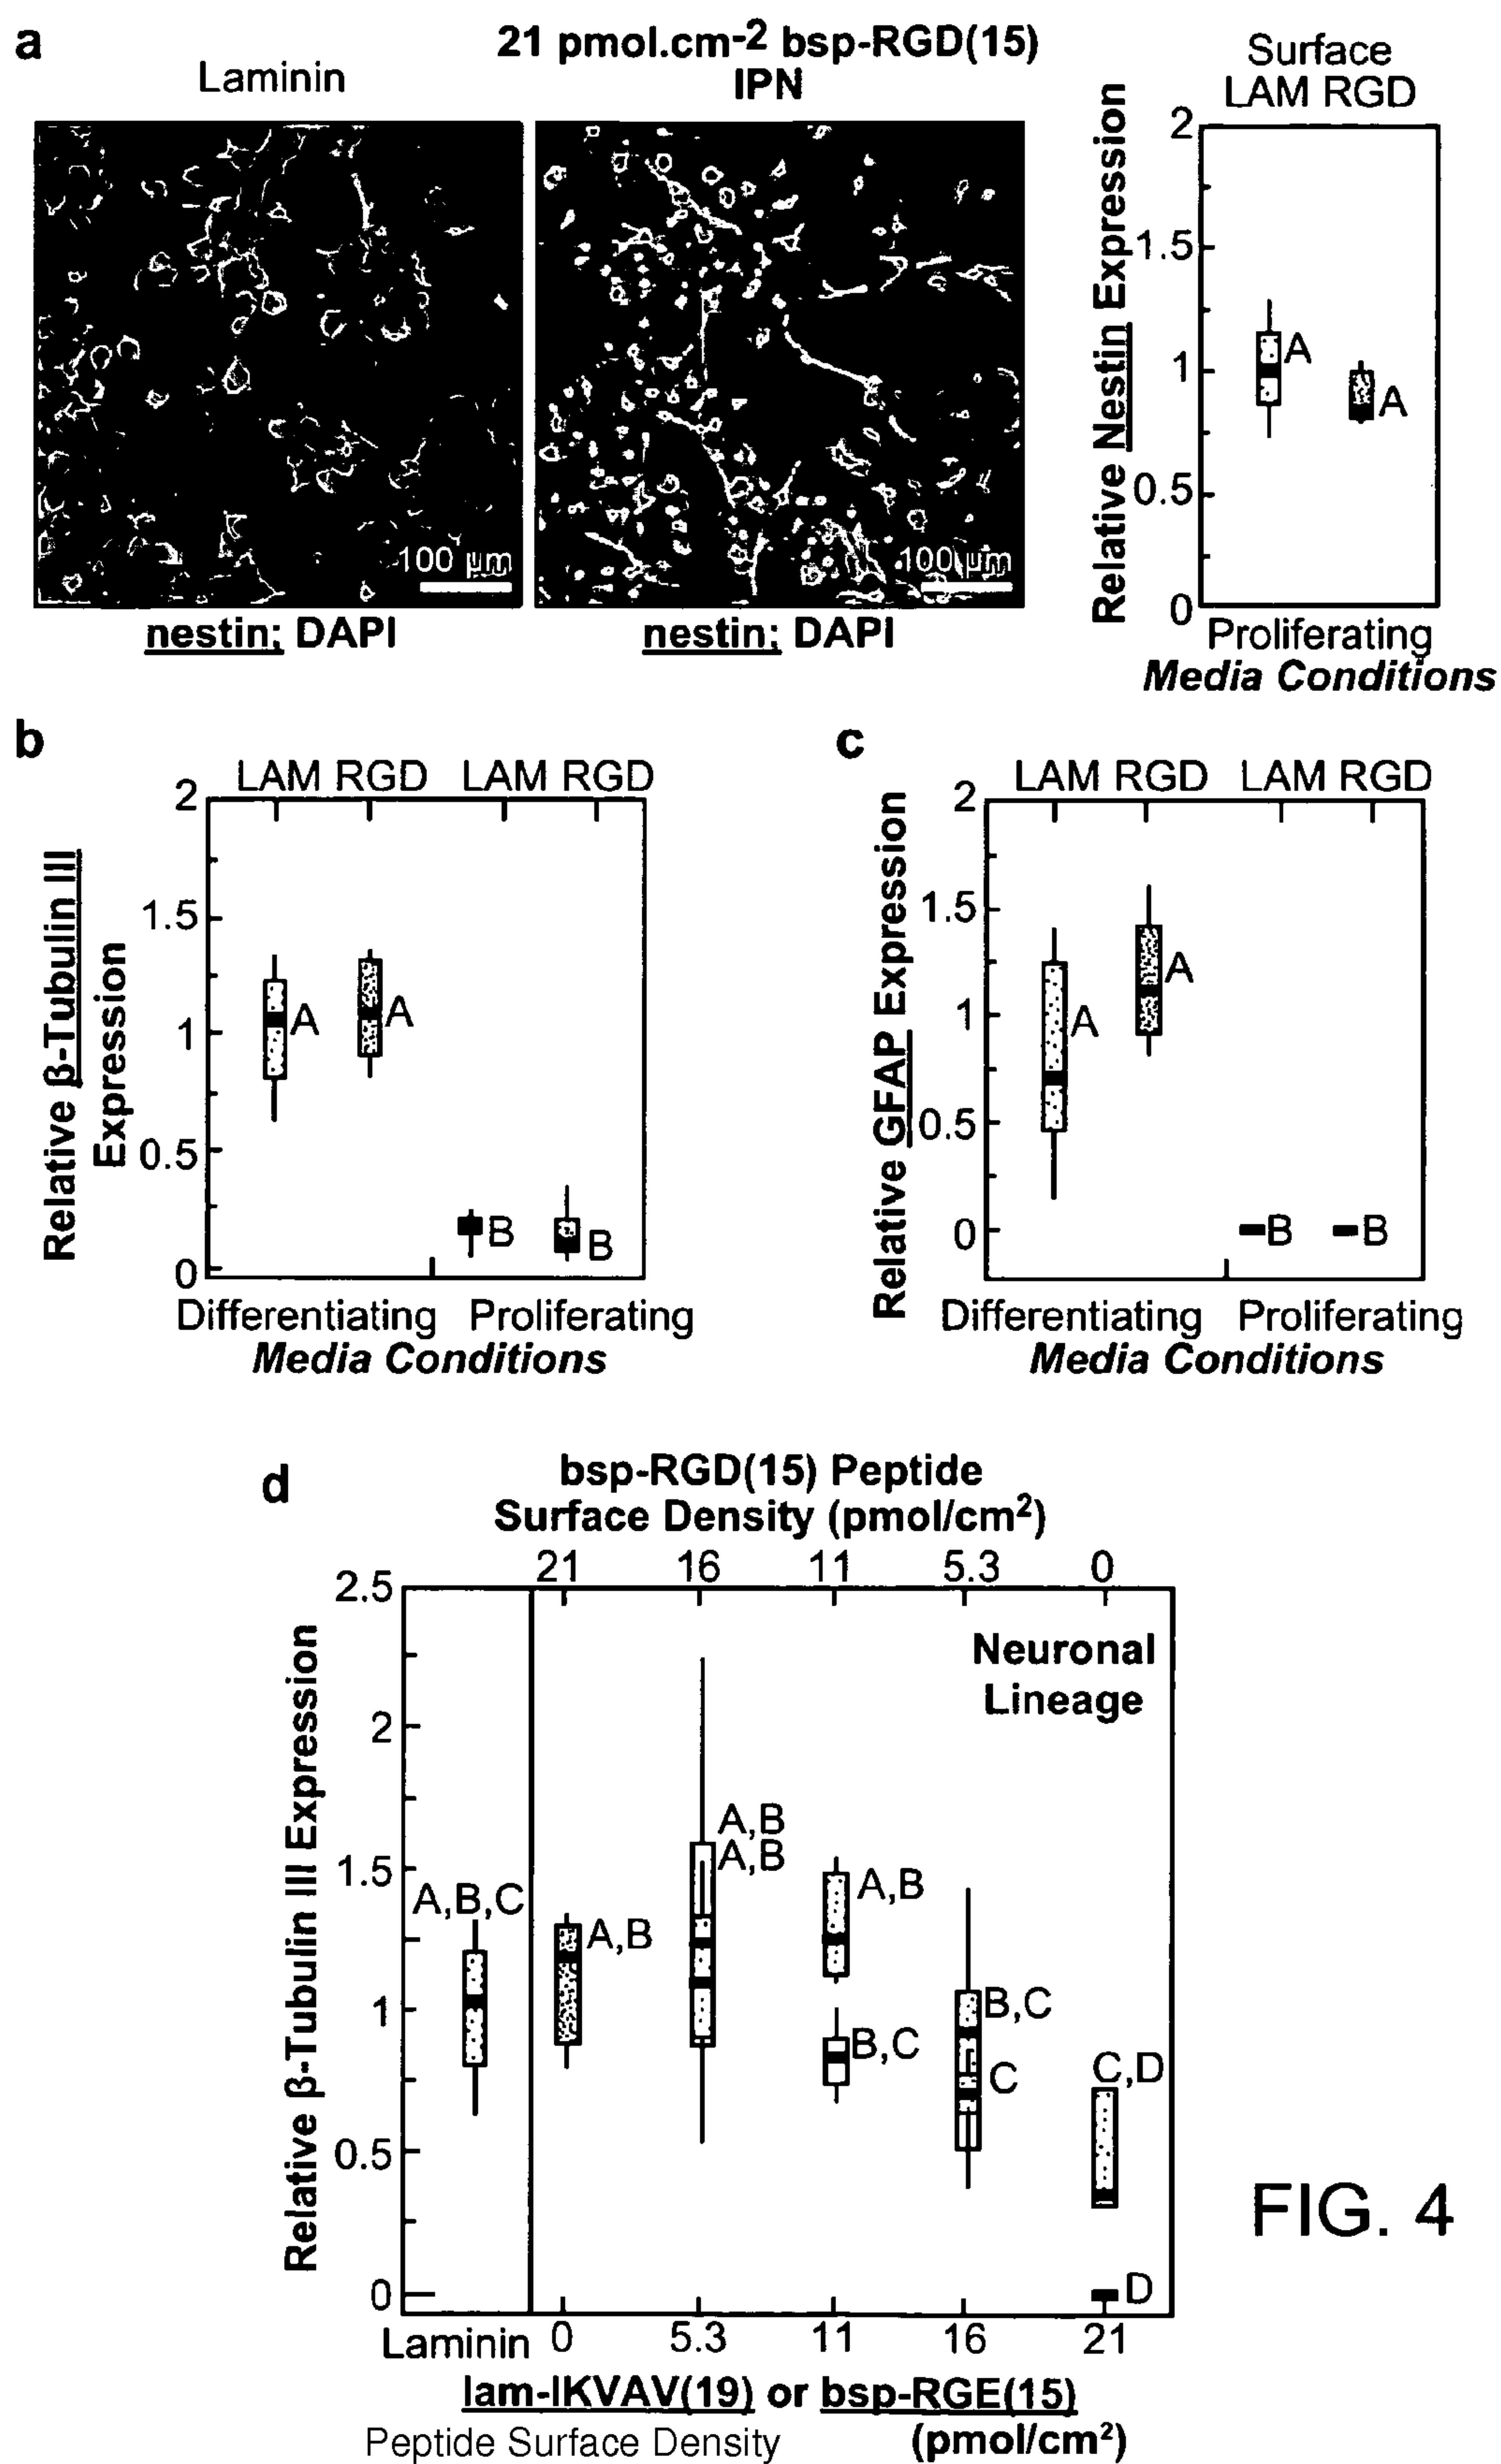 a
Laminin
21 pmol.cm-2 bsp-RGD(15)
IPN
100 µm
nestin; DAPI
100 µm
nestin; DAPI
Surface
LAM RGD
Relative Nestin Expression
2
1.5
1
0.5
0
A
A
Proliferating
Media Conditions
b
LAM RGD LAM RGD
Relative β-Tubulin III
Expression
2
1.5
1
0.5
0
A
A
B
B
Differentiating Proliferating
Media Conditions
c
LAM RGD LAM RGD
Relative GFAP Expression
2
1.5
1
0.5
0
A
A
B
B
Differentiating Proliferating
Media Conditions
d
bsp-RGD(15) Peptide
Surface Density (pmol/cm2)
21 16 11 5.3 0
Relative β-Tubulin III Expression
2.5
2
1.5
1
0.5
0
Neuronal
Lineage
A,B,C
A,B
A,B
A,B
A,B
B,C
B,C
C
C,D
D
Laminin 0 5.3 11 16 21
lam-IKVAV(19) or bsp-RGE(15)
Peptide Surface Density (pmol/cm2)
FIG. 4